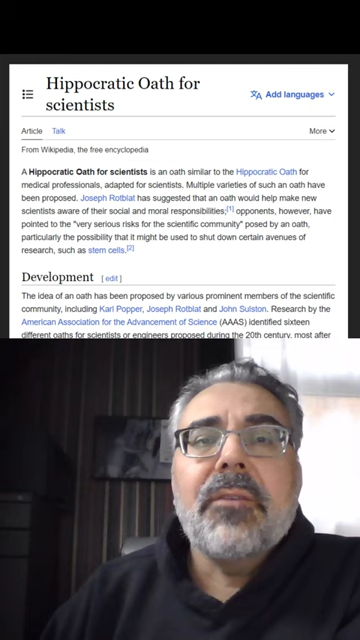 Hippocratic Oath for
scientists
Add languages
Article Talk
More
From Wikipedia, the free encyclopedia
A Hippocratic Oath for scientists is an oath similar to the Hippocratic Oath for
medical professionals, adapted for scientists. Multiple varieties of such an oath have
been proposed. Joseph Rotblat has suggested that an oath would help make new
scientists aware of their social and moral responsibilities;[1] opponents, however, have
pointed to the "very serious risks for the scientific community" posed by an oath,
particularly the possibility that it might be used to shut down certain avenues of
research, such as stem cells.[2]
Development [ edit ]
The idea of an oath has been proposed by various prominent members of the scientific
community, including Karl Popper, Joseph Rotblat and John Sulston. Research by the
American Association for the Advancement of Science (AAAS) identified sixteen
different oaths for scientists or engineers proposed during the 20th century, most after